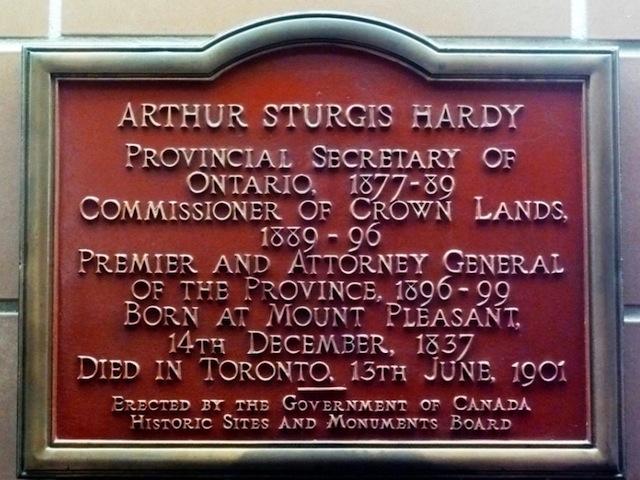 ARTHUR STURGIS HARDY
PROVINCIAL SECRETARY OF
ONTARIO, 1877-89
COMMISSIONER OF CROWN LANDS,
1889-96
PREMIER AND ATTORNEY GENERAL
OF THE PROVINCE, 1896-99
BORN AT MOUNT PLEASANT,
14TH DECEMBER, 1837
DIED IN TORONTO, 13TH JUNE, 1901
ERECTED BY THE GOVERNMENT OF CANADA
HISTORIC SITES AND MONUMENTS BOARD